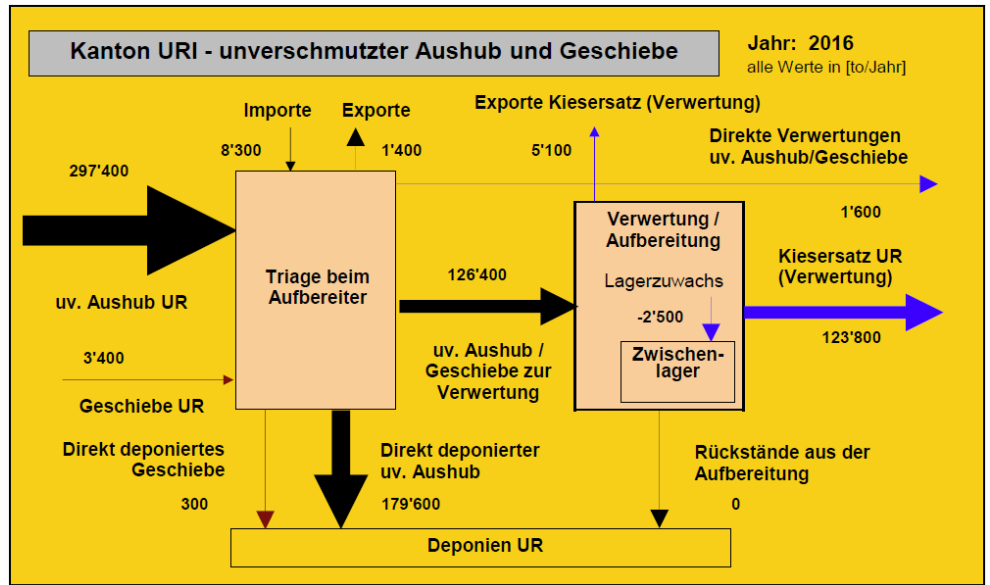 Kanton URI - unverschmutzter Aushub und Geschiebe
Jahr: 2016
alle Werte in [to/Jahr]
Importe
Exporte
Exporte Kiesersatz (Verwertung)
8'300
1'400
5'100
Direkte Verwertungen
uv. Aushub/Geschiebe
297'400
1'600
Verwertung /
Aufbereitung
Triage beim
Aufbereiter
126'400
Lagerzuwachs
Kiesersatz UR
(Verwertung)
uv. Aushub UR
-2'500
123'800
uv. Aushub /
Geschiebe zur
Verwertung
Zwischen-
lager
3'400
Geschiebe UR
Direkt deponiertes
Geschiebe
Direkt deponierter
uv. Aushub
Rückstände aus der
Aufbereitung
300
179'600
0
Deponien UR